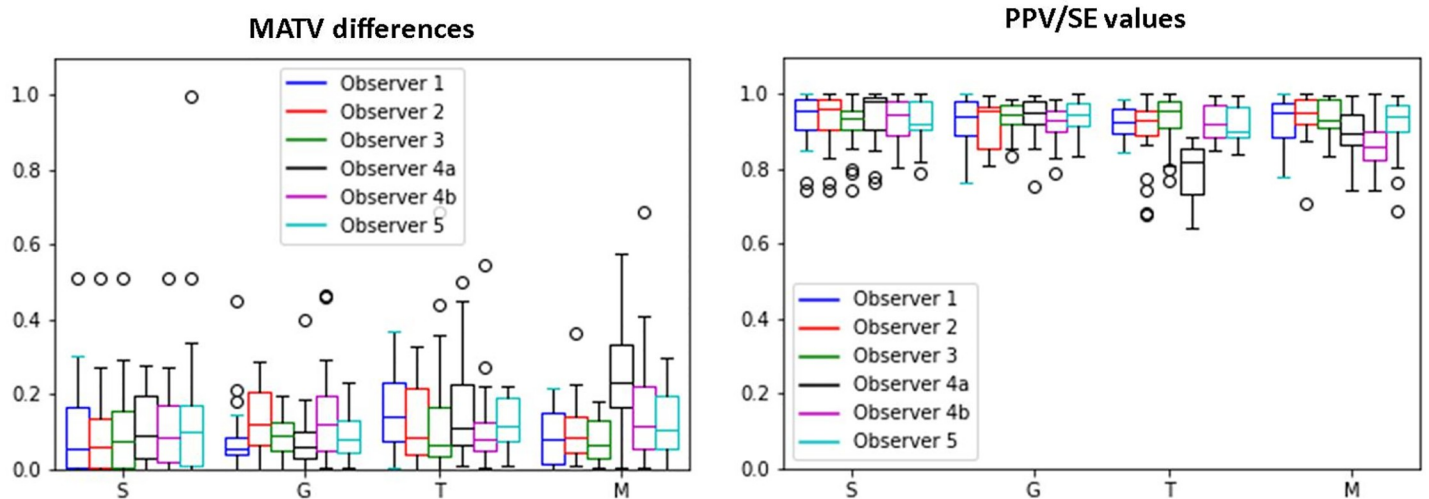 MATV differences
1.0
0.8
0.6
0.4
0.2
0.0
Observer 1
Observer 2
Observer 3
Observer 4a
Observer 4b
Observer 5
S G T M
PPV/SE values
1.0
0.8
0.6
0.4
0.2
0.0
Observer 1
Observer 2
Observer 3
Observer 4a
Observer 4b
Observer 5
S G T M